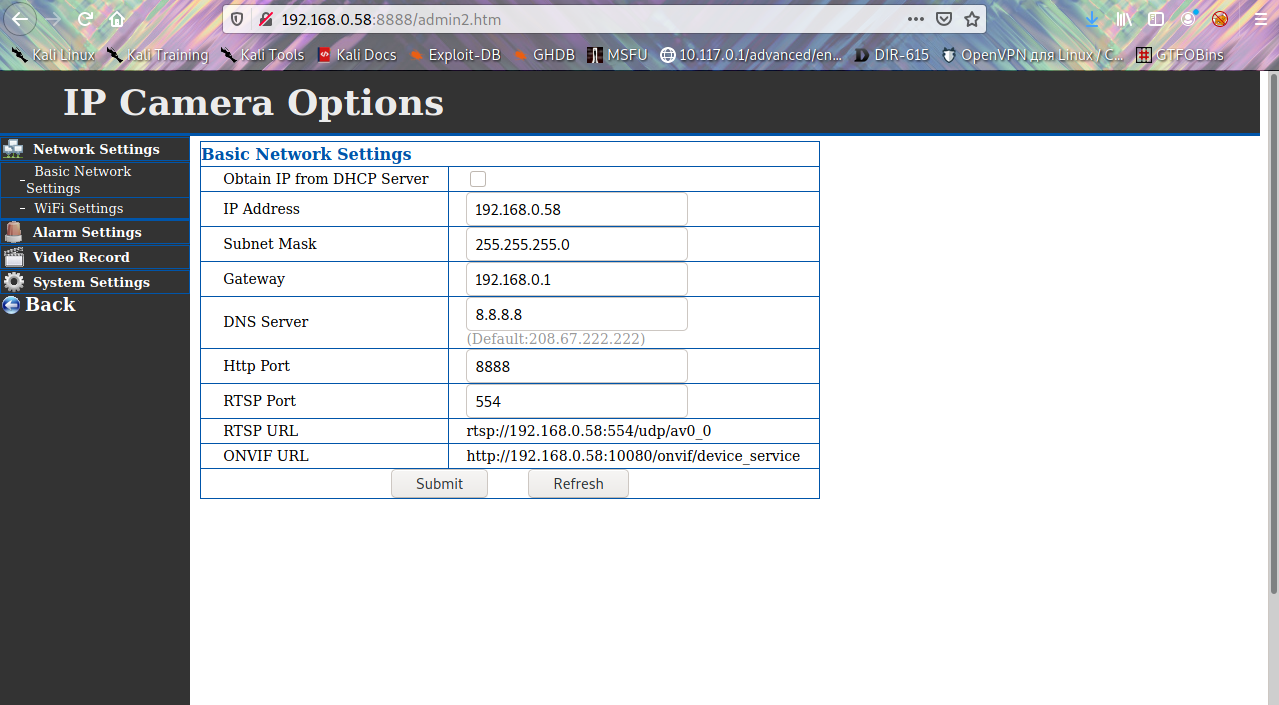 192.168.0.58:8888/admin2.htm
Kali Linux Kali Training Kali Tools Kali Docs Exploit-DB GHDB MSFU 10.117.0.1/advanced/en... DIR-615 OpenVPN для Linux / C... GTFOBins
IP Camera Options
Network Settings
- Basic Network
Settings
- WiFi Settings
Alarm Settings
Video Record
System Settings
Back
Basic Network Settings
Obtain IP from DHCP Server
IP Address 192.168.0.58
Subnet Mask 255.255.255.0
Gateway 192.168.0.1
DNS Server 8.8.8.8
(Default:208.67.222.222)
Http Port 8888
RTSP Port 554
RTSP URL rtsp://192.168.0.58:554/udp/av0_0
ONVIF URL http://192.168.0.58:10080/onvif/device_service
Submit Refresh